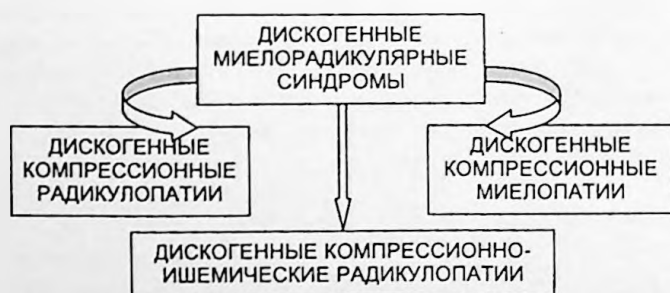 ДИСКОГЕННЫЕ
МИЕЛОРАДИКУЛЯРНЫЕ
СИНДРОМЫ
ДИСКОГЕННЫЕ
КОМПРЕССИОННЫЕ
РАДИКУЛОПАТИИ
ДИСКОГЕННЫЕ
КОМПРЕССИОННЫЕ
МИЕЛОПАТИИ
ДИСКОГЕННЫЕ КОМПРЕССИОННО-
ИШЕМИЧЕСКИЕ РАДИКУЛОПАТИИ